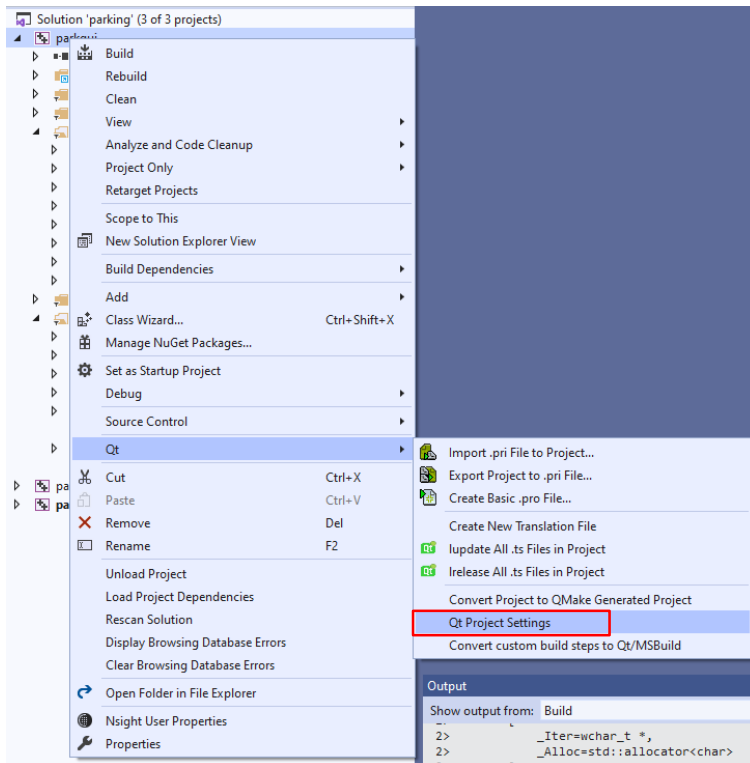 Solution 'parking' (3 of 3 projects)
parkgui
Build
Rebuild
Clean
View
Analyze and Code Cleanup
Project Only
Retarget Projects
Scope to This
New Solution Explorer View
Build Dependencies
Add
Class Wizard... Ctrl+Shift+X
Manage NuGet Packages...
Set as Startup Project
Debug
Source Control
Qt
Cut Ctrl+X
Paste Ctrl+V
Remove Del
Rename F2
Unload Project
Load Project Dependencies
Rescan Solution
Display Browsing Database Errors
Clear Browsing Database Errors
Open Folder in File Explorer
Nsight User Properties
Properties
pa
pa
Import .pri File to Project...
Export Project to .pri File...
Create Basic .pro File...
Create New Translation File
lupdate All .ts Files in Project
lrelease All .ts Files in Project
Convert Project to QMake Generated Project
Qt Project Settings
Convert custom build steps to Qt/MSBuild
Output
Show output from: Build
2> _Iter=wchar_t *,
2> _Alloc=std::allocator<char>